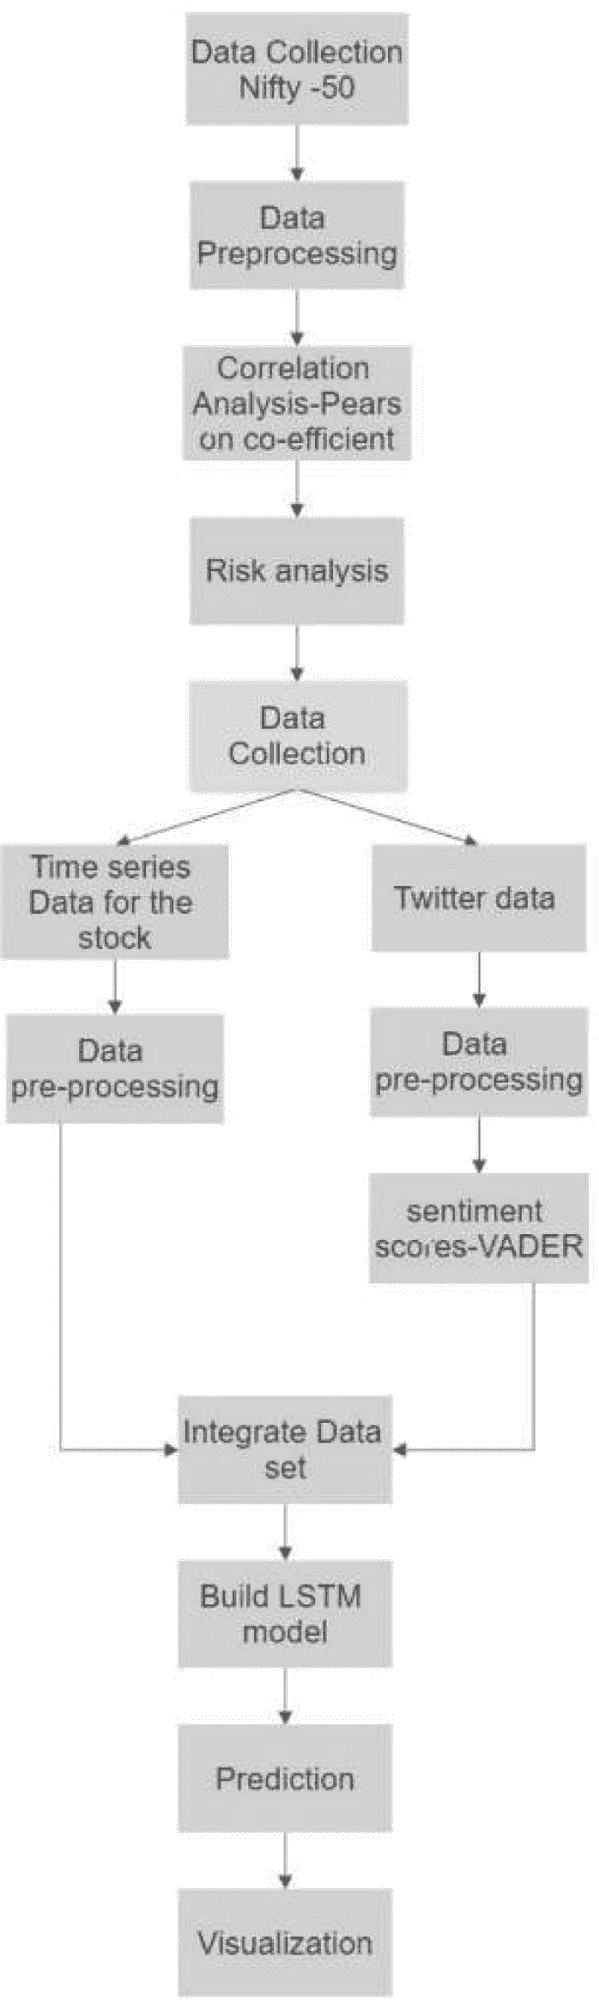 Data Collection
Nifty -50
Data
Preprocessing
Correlation
Analysis-Pears
on co-efficient
Risk analysis
Data
Collection
Time series
Data for the
stock
Twitter data
Data
pre-processing
Data
pre-processing
sentiment
scores-VADER
Integrate Data
set
Build LSTM
model
Prediction
Visualization